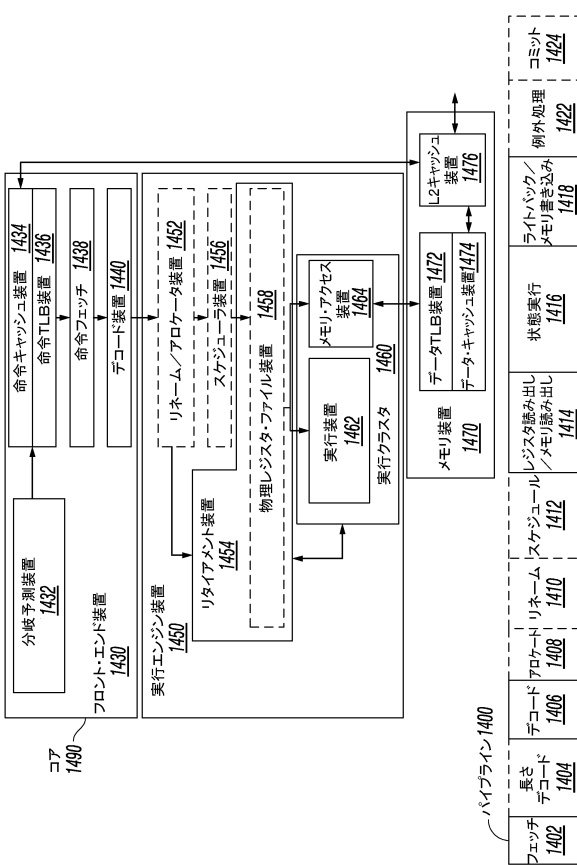 パイプライン 1400
フェッチ
1402
長さ
デコード
1404
デコード
1406
アロケート
1408
リネーム
1410
スケジュール
1412
レジスタ読み出し
/メモリ読み出し
1414
状態実行
1416
ライトバック/
メモリ書き込み
1418
例外処理
1422
コミット
1424
コア
1490
フロント・エンド装置
1430
分岐予測装置
1432
命令キャッシュ装置 1434
命令TLB装置 1436
命令フェッチ 1438
デコード装置 1440
実行エンジン装置
1450
リネーム/アロケータ装置 1452
リタイアメント装置
1454
スケジューラ装置 1456
物理レジスタ・ファイル装置 1458
実行装置
1462
メモリ・アクセス
装置
1464
実行クラスタ 1460
メモリ装置
1470
データTLB装置 1472
データ・キャッシュ装置 1474
L2キャッシュ
装置
1476